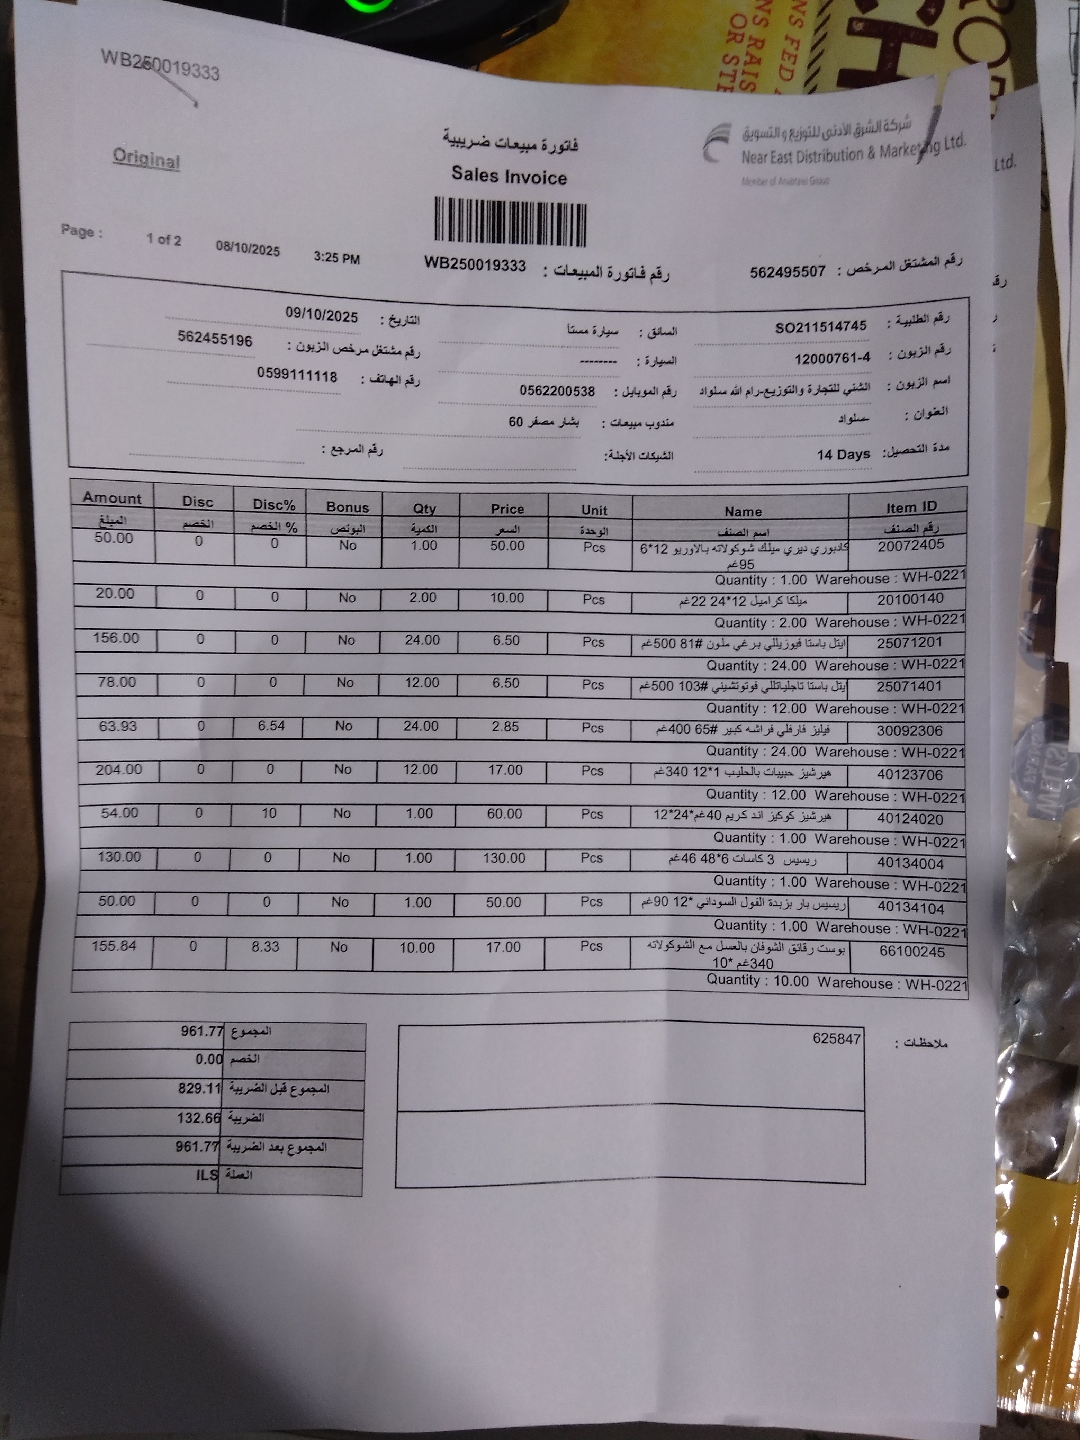 WB250019333
Original
فاتورة مبيعات ضريبية
Sales Invoice
شركة الشرق الأدنى للتوزيع و التسويق
Near East Distribution & Marketing Ltd.
Member of Anabtawi Group
Page : 1 of 2 08/10/2025 3:25 PM
رقم فاتورة المبيعات : WB250019333
رقم المشتغل المرخص : 562495507
رقم الطلبية : SO211514745
السائق : سيارة مستأ
التاريخ : 09/10/2025
رقم الزبون : 12000761-4
السيارة : --------
رقم مشتغل مرخص الزبون : 562455196
اسم الزبون : الشني للتجارة والتوزيع-رام الله سلواد
رقم الموبايل : 0562200538
رقم الهاتف : 0599111118
العنوان : سلواد
مندوب مبيعات : بشار مصفر 60
مدة التحصيل: 14 Days
الشيكات الآجلة:
رقم المرجع :
Amount Disc Disc% Bonus Qty Price Unit Name Item ID
المبلغ الخصم الخصم % البونص الكمية السعر الوحدة اسم الصنف رقم الصنف
50.00 0 0 No 1.00 50.00 Pcs كادبوري ديري ميلك شوكولاته بالاوريو 12*6 95غم 20072405
Quantity : 1.00 Warehouse : WH-0221
20.00 0 0 No 2.00 10.00 Pcs ميلكا كراميل 12*24 22غم 20100140
Quantity : 2.00 Warehouse : WH-0221
156.00 0 0 No 24.00 6.50 Pcs ايتل باستا فيوزيللي برغي ملون #81 500غم 25071201
Quantity : 24.00 Warehouse : WH-0221
78.00 0 0 No 12.00 6.50 Pcs ايتل باستا تاجلياتللي فوتوتشيني #103 500غم 25071401
Quantity : 12.00 Warehouse : WH-0221
63.93 0 6.54 No 24.00 2.85 Pcs فيليز فارفلي فراشه كبير #65 400غم 30092306
Quantity : 24.00 Warehouse : WH-0221
204.00 0 0 No 12.00 17.00 Pcs هيرشيز حبيبات بالحليب 1*12 340غم 40123706
Quantity : 12.00 Warehouse : WH-0221
54.00 0 10 No 1.00 60.00 Pcs هيرشيز كوكيز اند كريم 40غم*24*12 40124020
Quantity : 1.00 Warehouse : WH-0221
130.00 0 0 No 1.00 130.00 Pcs ريسيس 3 كاسات 6*48 46غم 40134004
Quantity : 1.00 Warehouse : WH-0221
50.00 0 0 No 1.00 50.00 Pcs ريسيس بار بزبدة الفول السوداني *12 90غم 40134104
Quantity : 1.00 Warehouse : WH-0221
155.84 0 8.33 No 10.00 17.00 Pcs بوست رقائق الشوفان بالعسل مع الشوكولاته 340غم *10 66100245
Quantity : 10.00 Warehouse : WH-0221
المجموع 961.77
الخصم 0.00
المجموع قبل الضريبة 829.11
الضريبة 132.66
المجموع بعد الضريبة 961.77
العملة ILS
ملاحظات : 625847